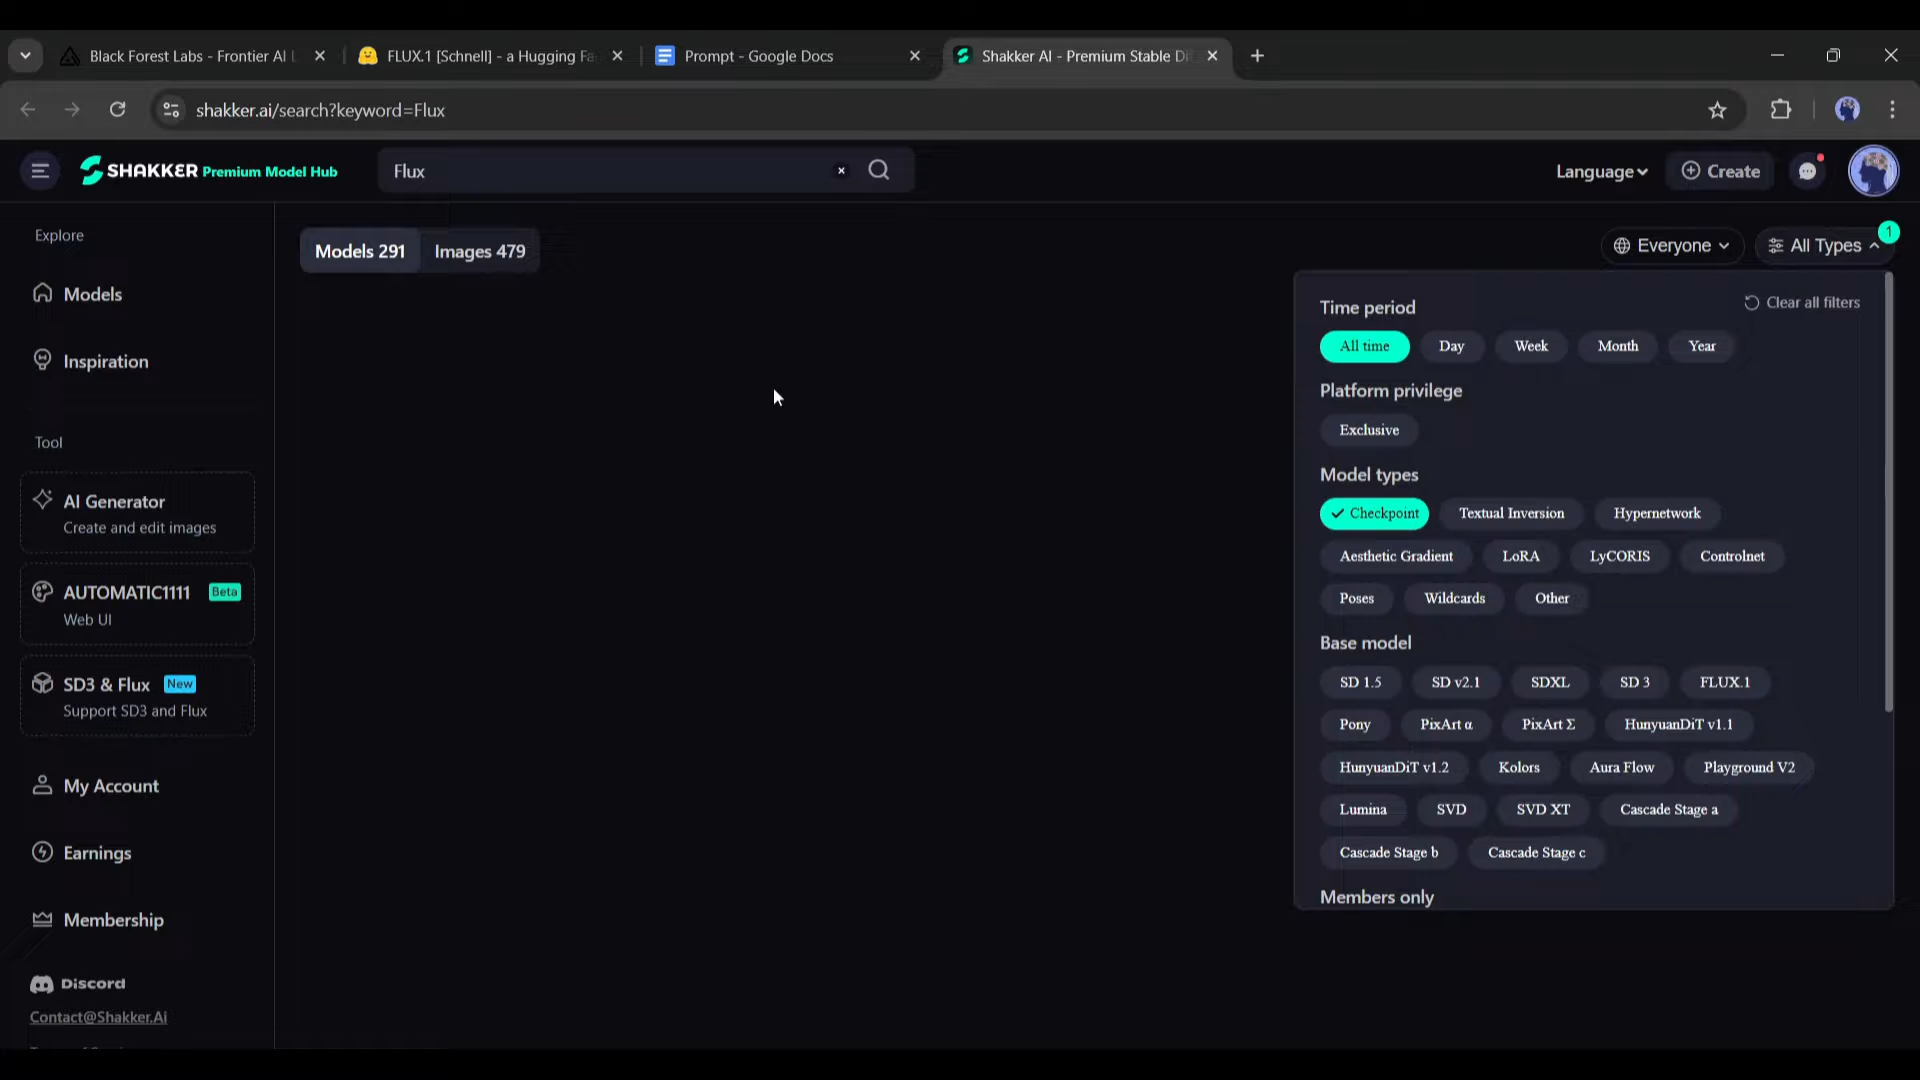 Black Forest Labs - Frontier AI L
FLUX.1 [Schnell] - a Hugging Fa
Prompt - Google Docs
Shakker AI - Premium Stable Di
shakker.ai/search?keyword=Flux
SHAKKER Premium Model Hub
Flux
Language
Create
Explore
Models
Inspiration
Tool
AI Generator
Create and edit images
AUTOMATIC1111 Beta
Web UI
SD3 & Flux New
Support SD3 and Flux
My Account
Earnings
Membership
Discord
Contact@Shakker.Ai
Models 291 Images 479
Everyone
All Types
1
Time period
Clear all filters
All time Day Week Month Year
Platform privilege
Exclusive
Model types
Checkpoint Textual Inversion Hypernetwork
Aesthetic Gradient LoRA LyCORIS Controlnet
Poses Wildcards Other
Base model
SD 1.5 SD v2.1 SDXL SD 3 FLUX.1
Pony PixArt α PixArt Σ HunyuanDiT v1.1
HunyuanDiT v1.2 Kolors Aura Flow Playground V2
Lumina SVD SVD XT Cascade Stage a
Cascade Stage b Cascade Stage c
Members only